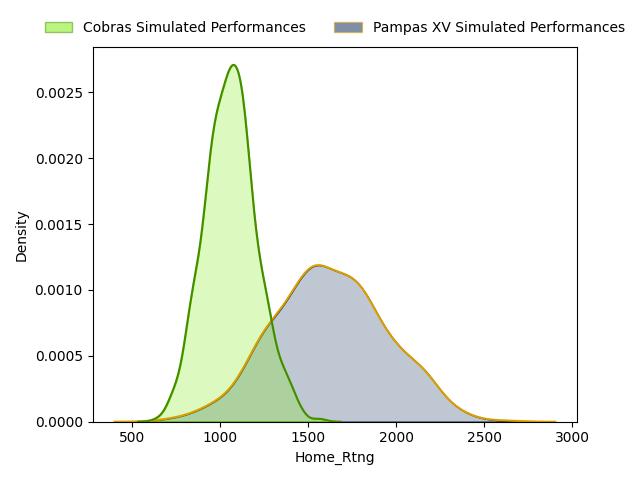 Cobras Simulated Performances
Pampas XV Simulated Performances
0.0025
0.0020
0.0015
0.0010
0.0005
0.0000
Density
500 1000 1500 2000 2500 3000
Home_Rtng